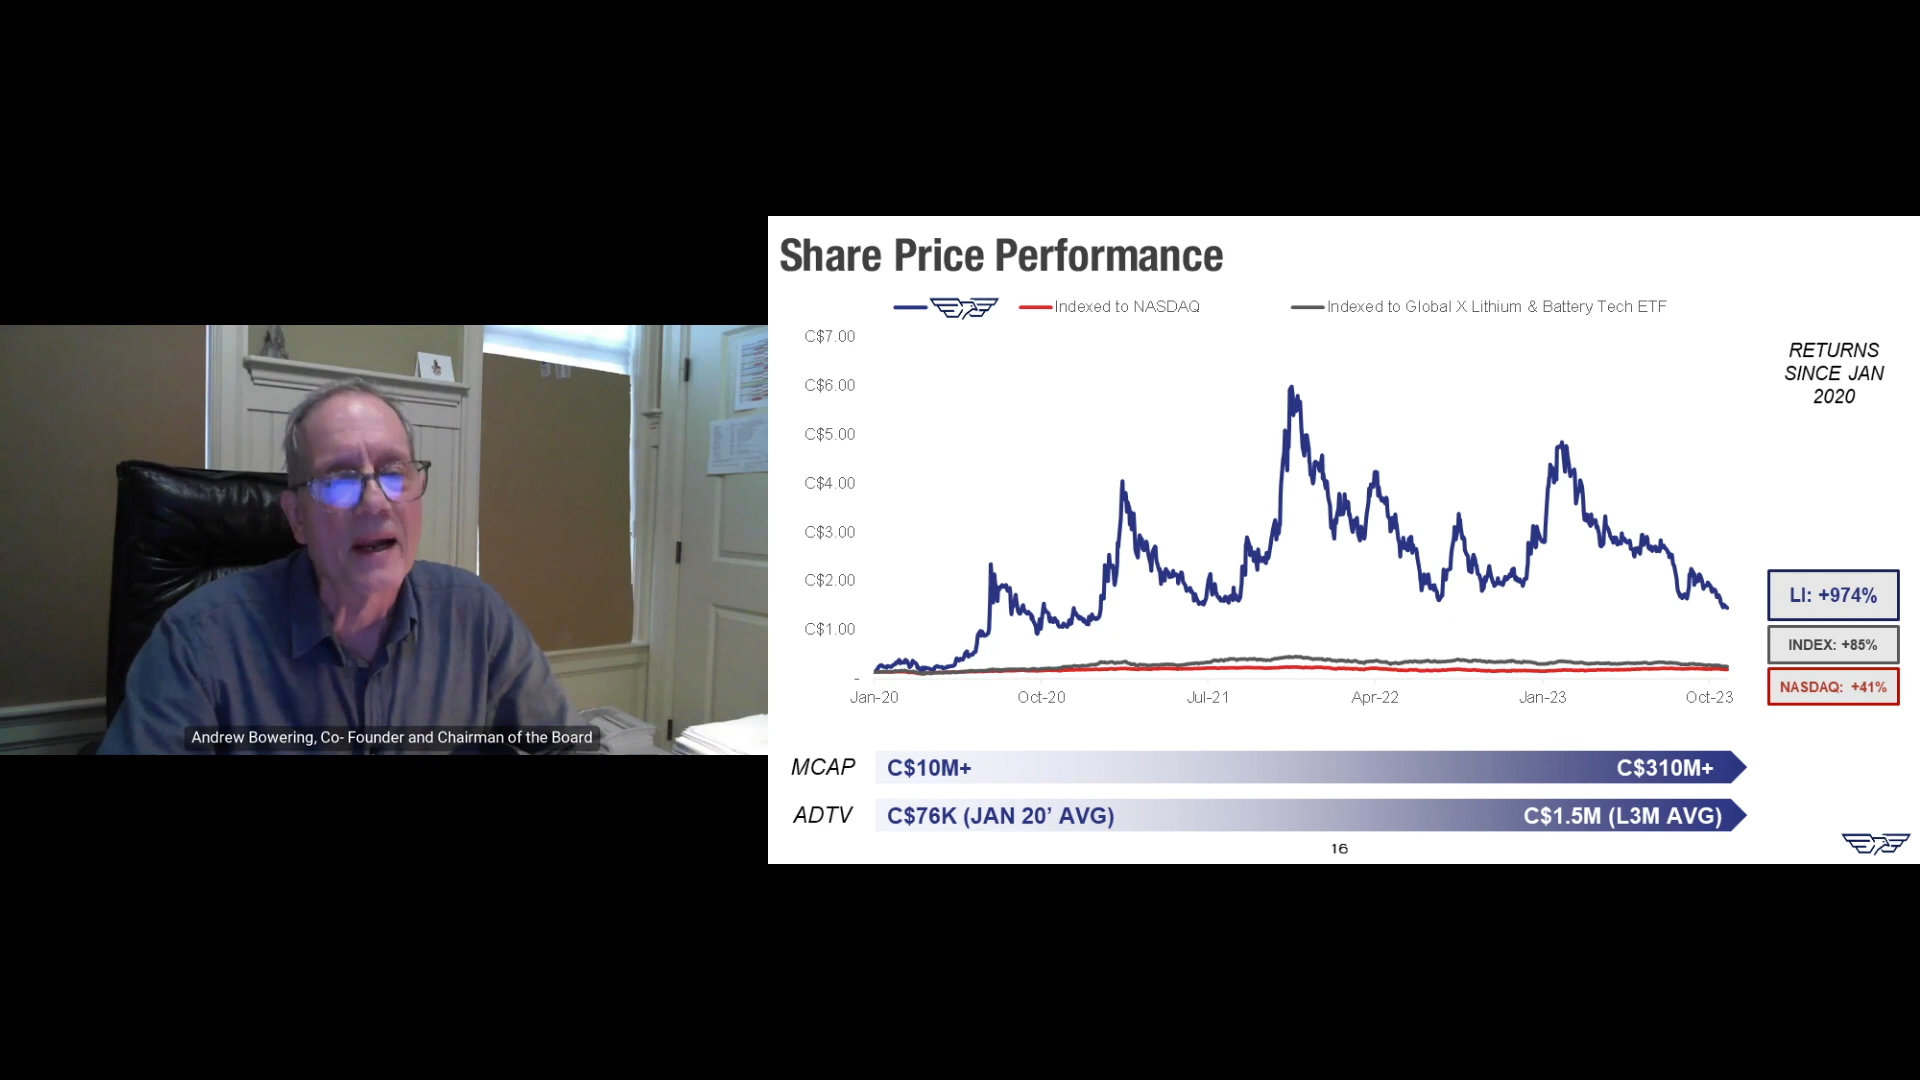 Share Price Performance
Indexed to NASDAQ
Indexed to Global X Lithium & Battery Tech ETF
C$7.00
C$6.00
C$5.00
C$4.00
C$3.00
C$2.00
C$1.00
-
Jan-20
Oct-20
Jul-21
Apr-22
Jan-23
Oct-23
RETURNS
SINCE JAN
2020
LI: +974%
INDEX: +85%
NASDAQ: +41%
Andrew Bowering, Co- Founder and Chairman of the Board
MCAP
C$10M+
C$310M+
ADTV
C$76K (JAN 20’ AVG)
C$1.5M (L3M AVG)
16